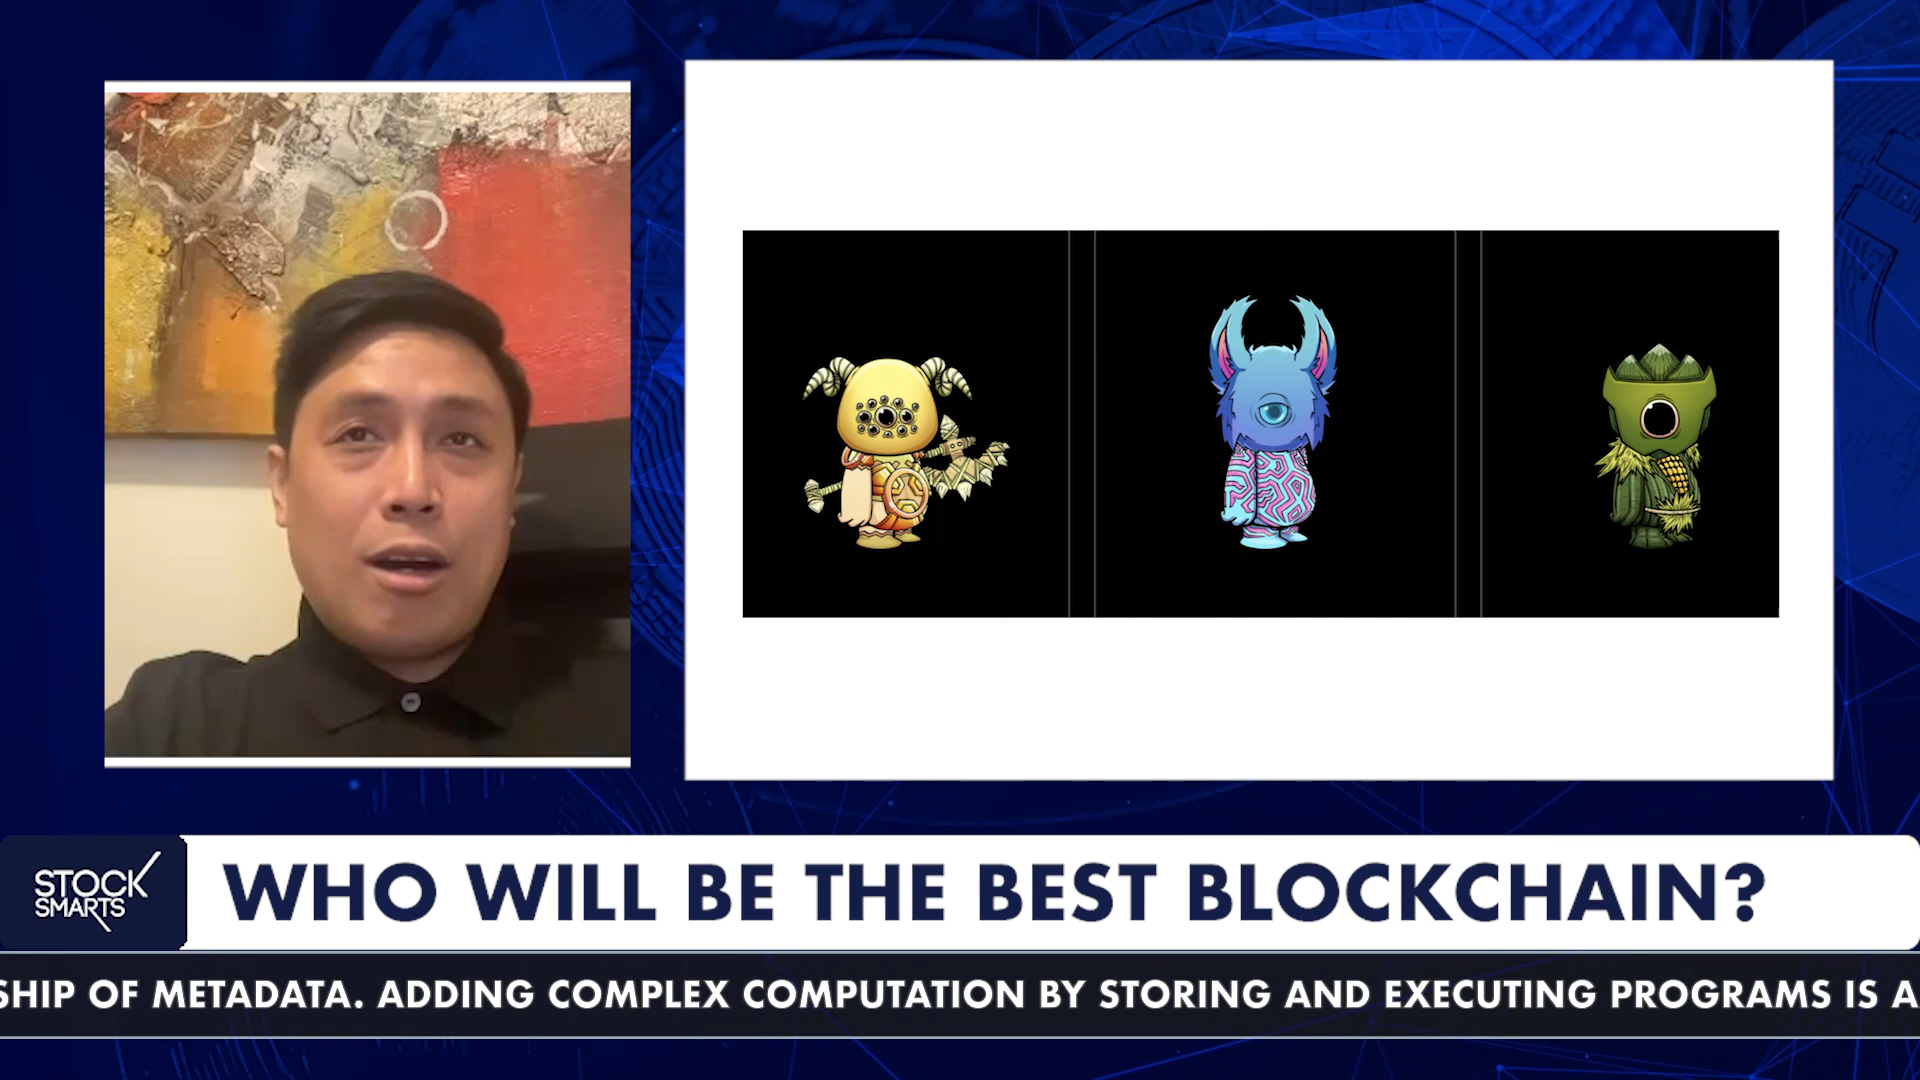 STOCK
SMARTS
WHO WILL BE THE BEST BLOCKCHAIN?
SHIP OF METADATA. ADDING COMPLEX COMPUTATION BY STORING AND EXECUTING PROGRAMS IS A